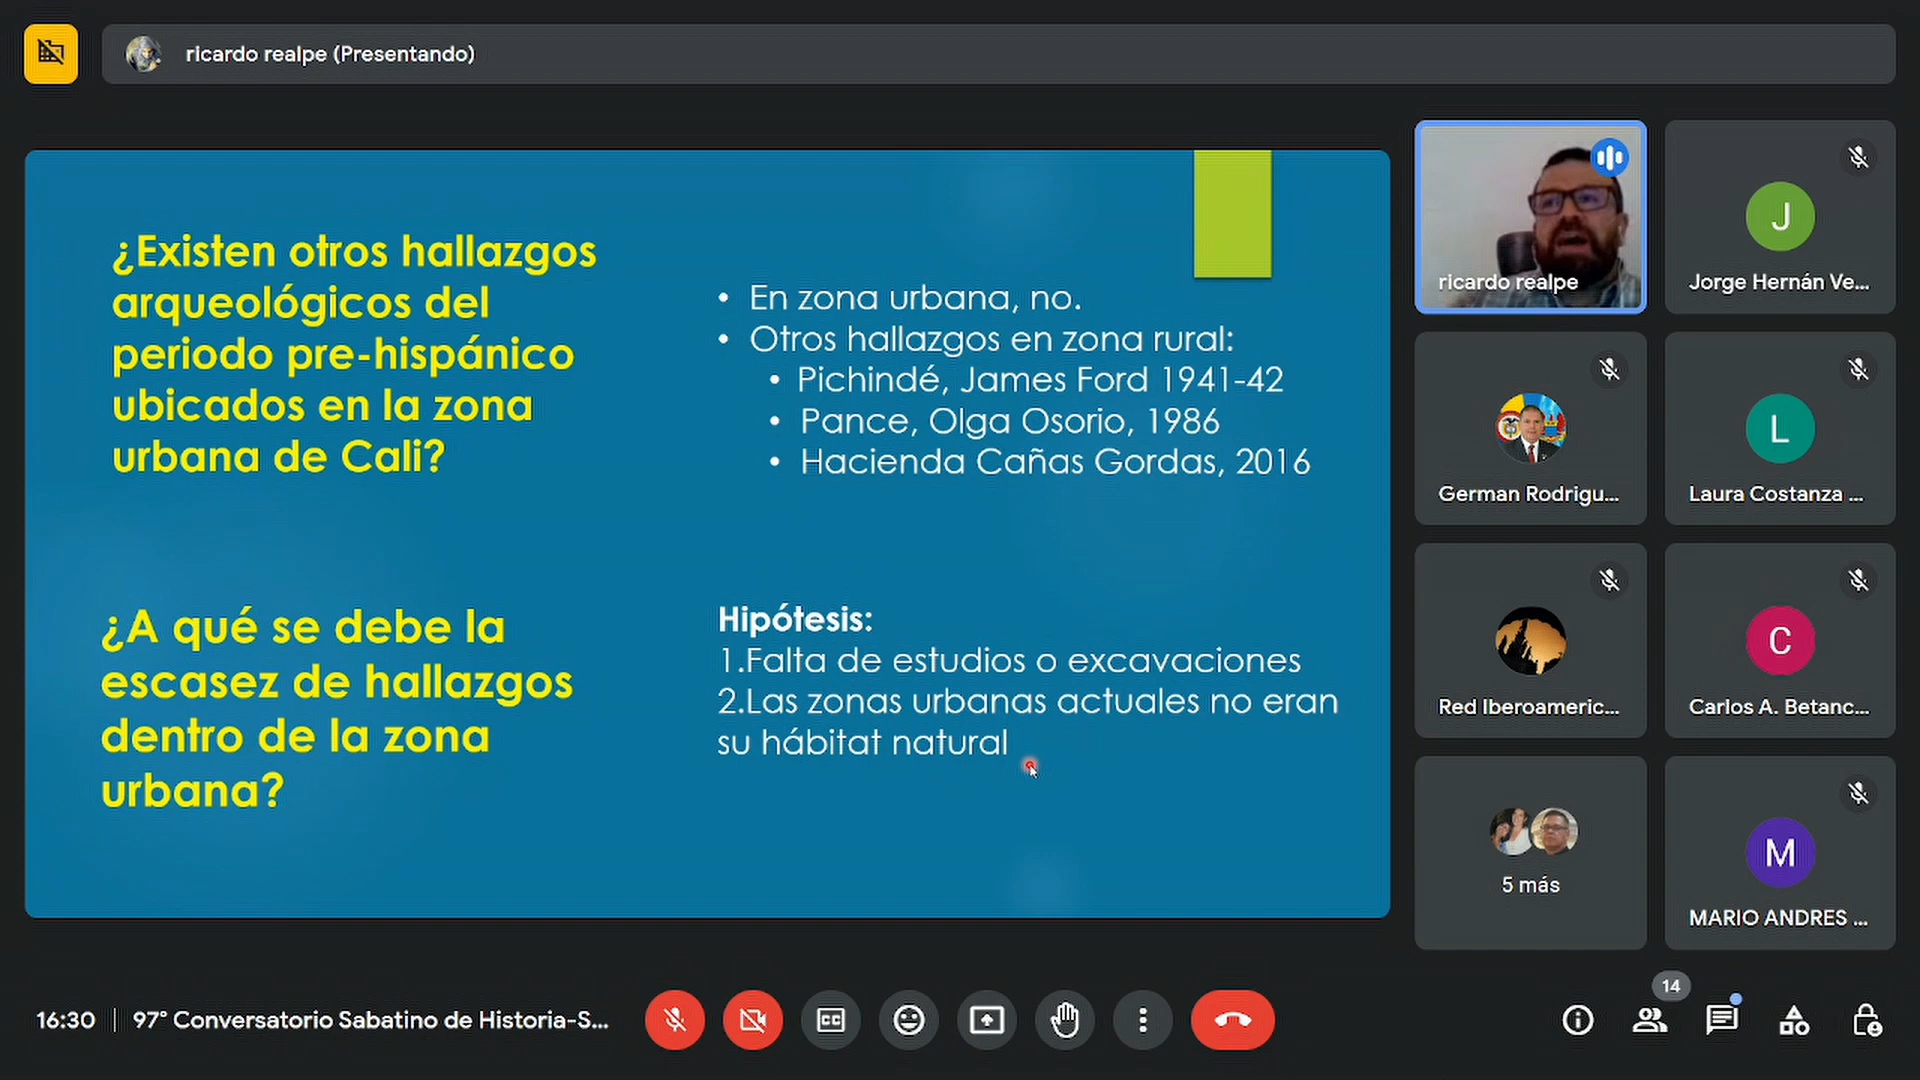 ricardo realpe (Presentando)
¿Existen otros hallazgos
arqueológicos del
periodo pre-hispánico
ubicados en la zona
urbana de Cali?
• En zona urbana, no.
• Otros hallazgos en zona rural:
• Pichindé, James Ford 1941-42
• Pance, Olga Osorio, 1986
• Hacienda Cañas Gordas, 2016
¿A qué se debe la
escasez de hallazgos
dentro de la zona
urbana?
Hipótesis:
1.Falta de estudios o excavaciones
2.Las zonas urbanas actuales no eran
su hábitat natural
ricardo realpe
J
Jorge Hernán Ve...
German Rodrigu...
L
Laura Costanza ...
Red Iberoameric...
C
Carlos A. Betanc...
5 más
M
MARIO ANDRES ...
16:30
97° Conversatorio Sabatino de Historia-S...
CC
14